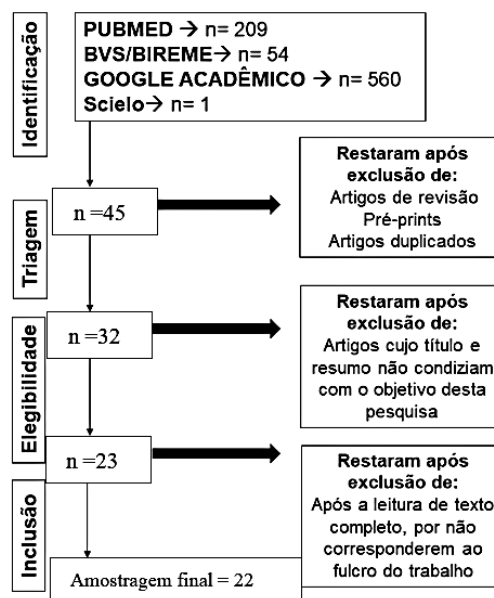 Identificação
PUBMED → n= 209
BVS/BIREME → n= 54
GOOGLE ACADÊMICO → n= 560
Scielo→ n= 1
Triagem
n =45
Restaram após
exclusão de:
Artigos de revisão
Pré-prints
Artigos duplicados
Elegibilidade
n =32
Restaram após
exclusão de:
Artigos cujo título e
resumo não condiziam
com o objetivo desta
pesquisa
Inclusão
n =23
Restaram após
exclusão de:
Após a leitura de texto
completo, por não
corresponderem ao
fulcro do trabalho
Amostragem final = 22